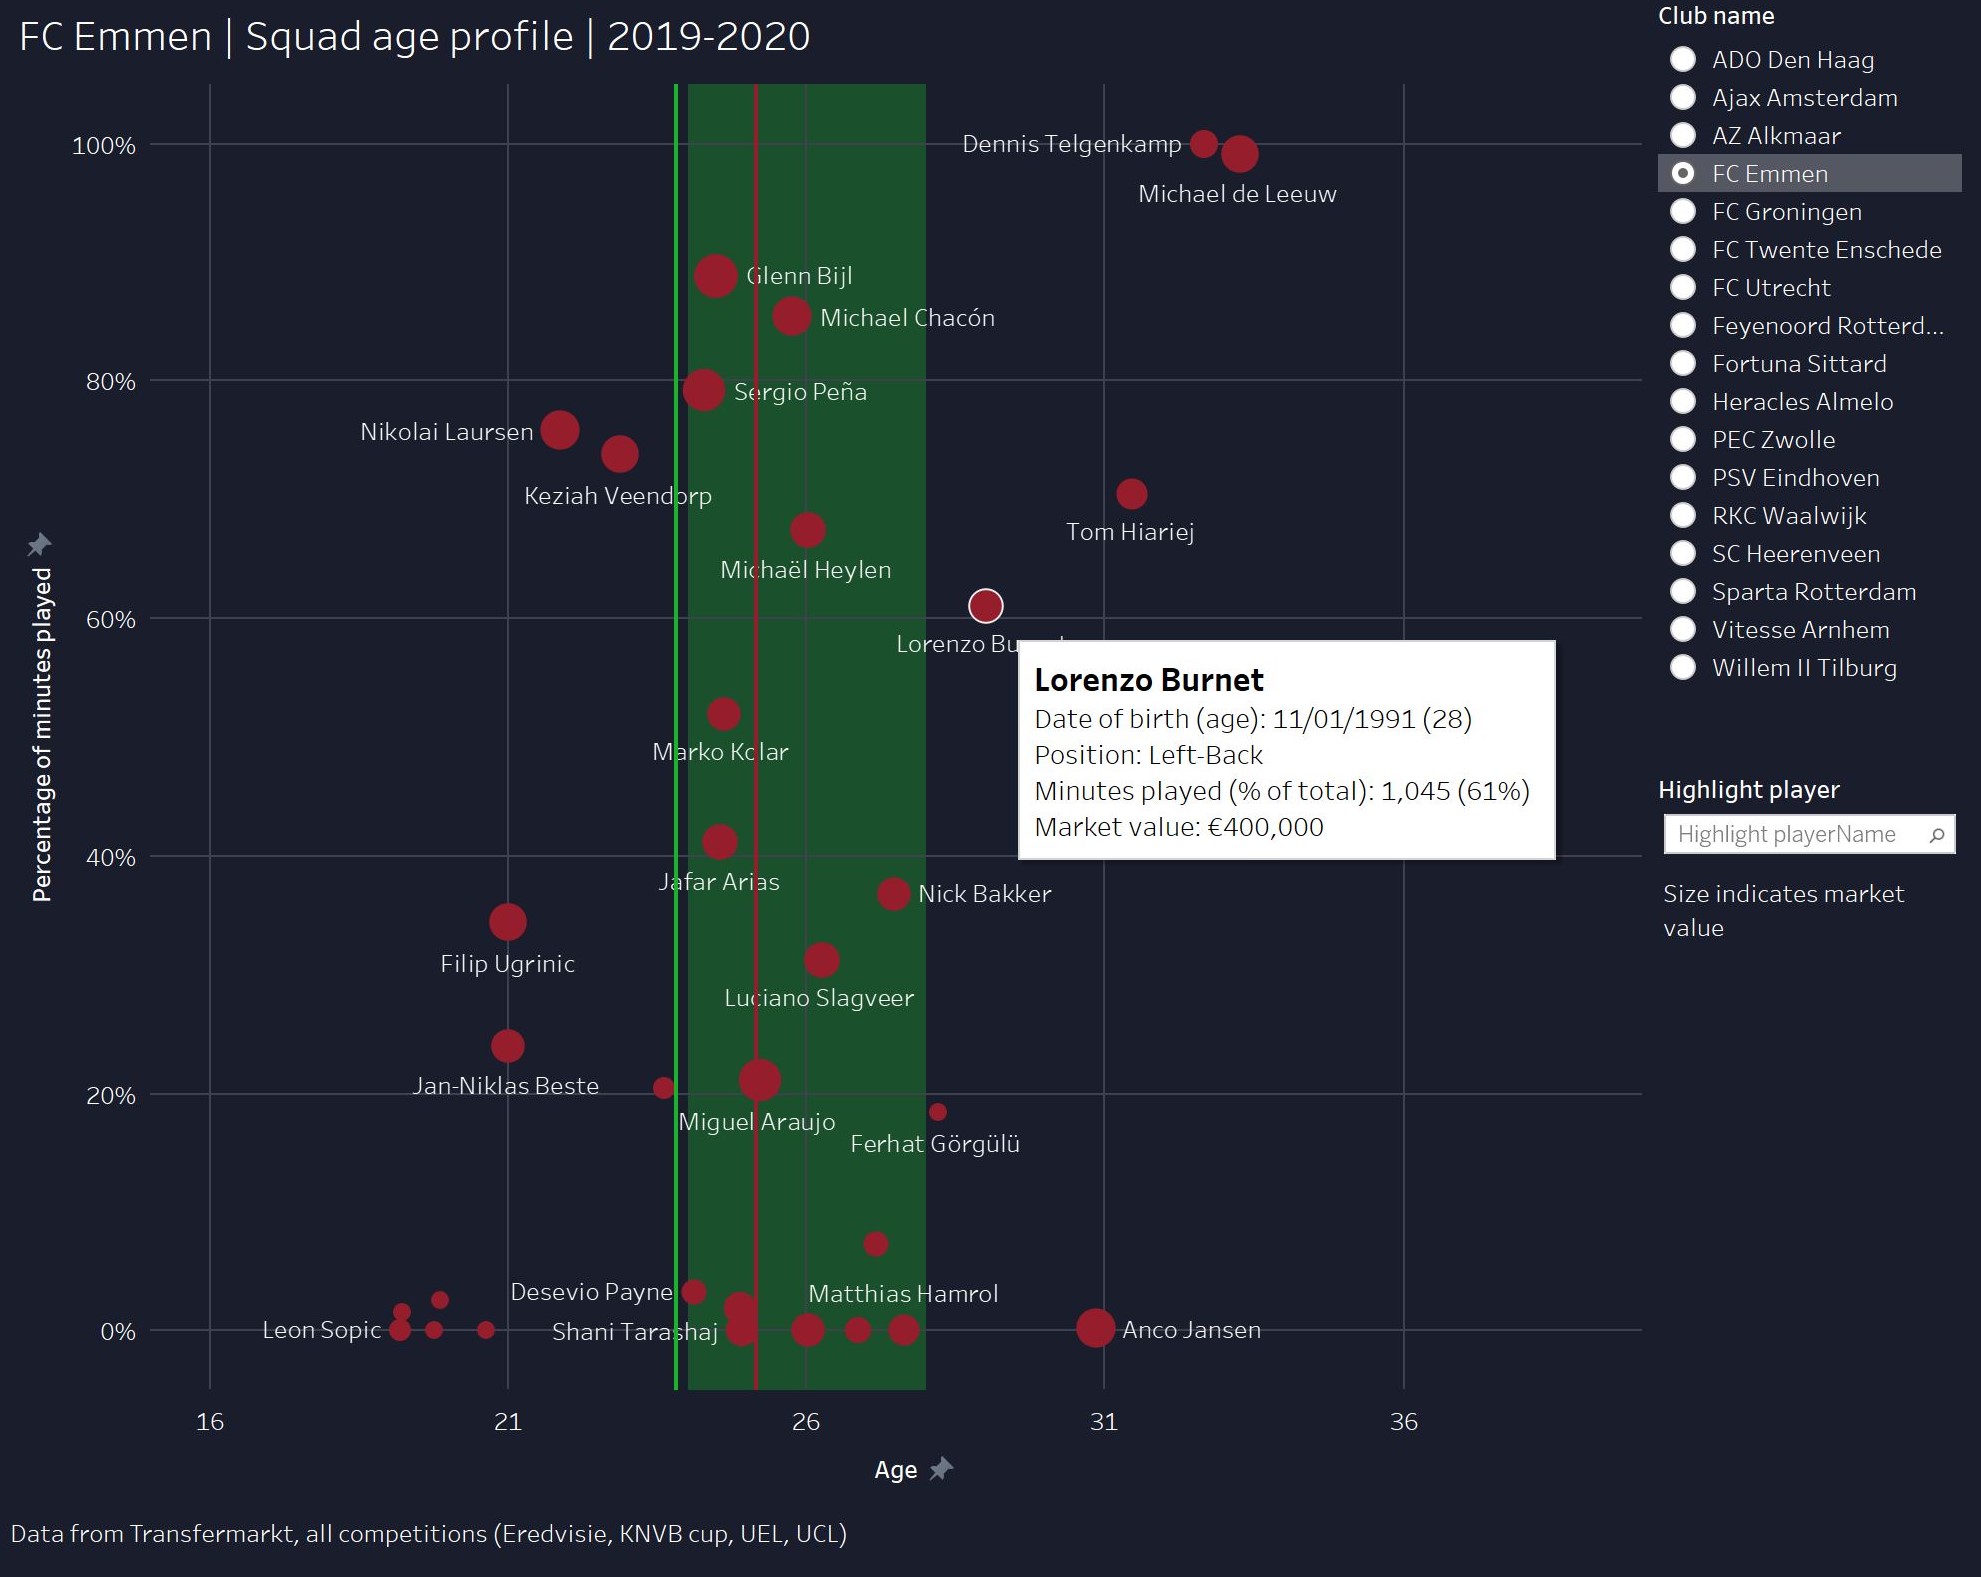 FC Emmen | Squad age profile | 2019-2020
Club name
ADO Den Haag
Ajax Amsterdam
AZ Alkmaar
FC Emmen
FC Groningen
FC Twente Enschede
FC Utrecht
Feyenoord Rotterd...
Fortuna Sittard
Heracles Almelo
PEC Zwolle
PSV Eindhoven
RKC Waalwijk
SC Heerenveen
Sparta Rotterdam
Vitesse Arnhem
Willem II Tilburg
Highlight player
Highlight playerName
Size indicates market
value
Percentage of minutes played
100%
80%
60%
40%
20%
0%
Dennis Telgenkamp
Michael de Leeuw
Glenn Bijl
Michael Chacón
Sergio Peña
Nikolai Laursen
Keziah Veendorp
Tom Hiariej
Michaël Heylen
Lorenzo Bu
Lorenzo Burnet
Date of birth (age): 11/01/1991 (28)
Position: Left-Back
Minutes played (% of total): 1,045 (61%)
Market value: €400,000
Marko Kolar
Jafar Arias
Nick Bakker
Filip Ugrinic
Luciano Slagveer
Jan-Niklas Beste
Miguel Araujo
Ferhat Görgülü
Desevio Payne
Matthias Hamrol
Leon Sopic
Shani Tarashaj
Anco Jansen
16
21
26
31
36
Age
Data from Transfermarkt, all competitions (Eredvisie, KNVB cup, UEL, UCL)